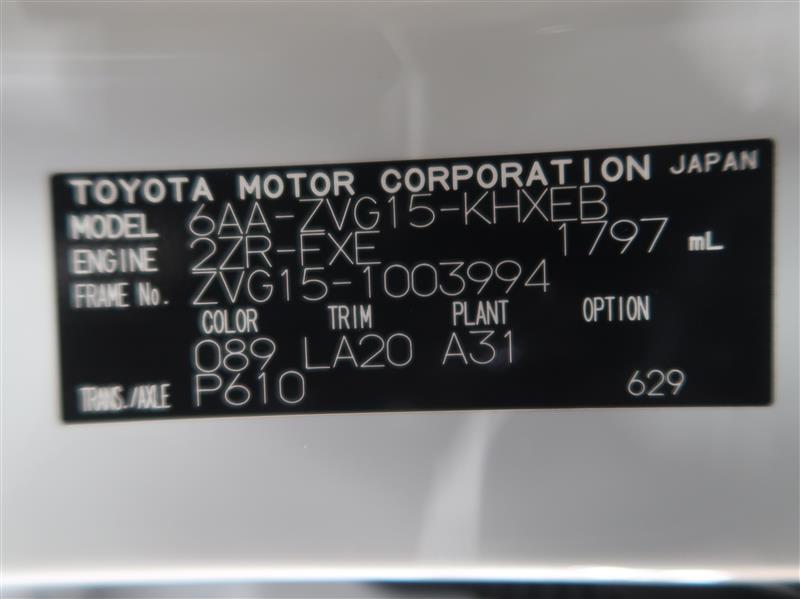 TOYOTA MOTOR CORPORATION JAPAN
MODEL 6AA-ZVG15-KHXEB
ENGINE 2ZR-FXE 1797 mL
FRAME No. ZVG15-1003994
COLOR TRIM PLANT OPTION
089 LA20 A31
TRANS./AXLE P610 629